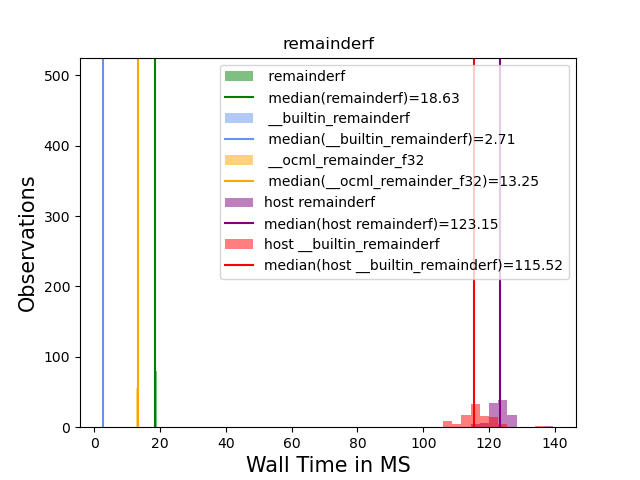 remainderf
500
400
300
200
100
0
Observations
remainderf
median(remainderf)=18.63
__builtin_remainderf
median(__builtin_remainderf)=2.71
__ocml_remainder_f32
median(__ocml_remainder_f32)=13.25
host remainderf
median(host remainderf)=123.15
host __builtin_remainderf
median(host __builtin_remainderf)=115.52
0 20 40 60 80 100 120 140
Wall Time in MS